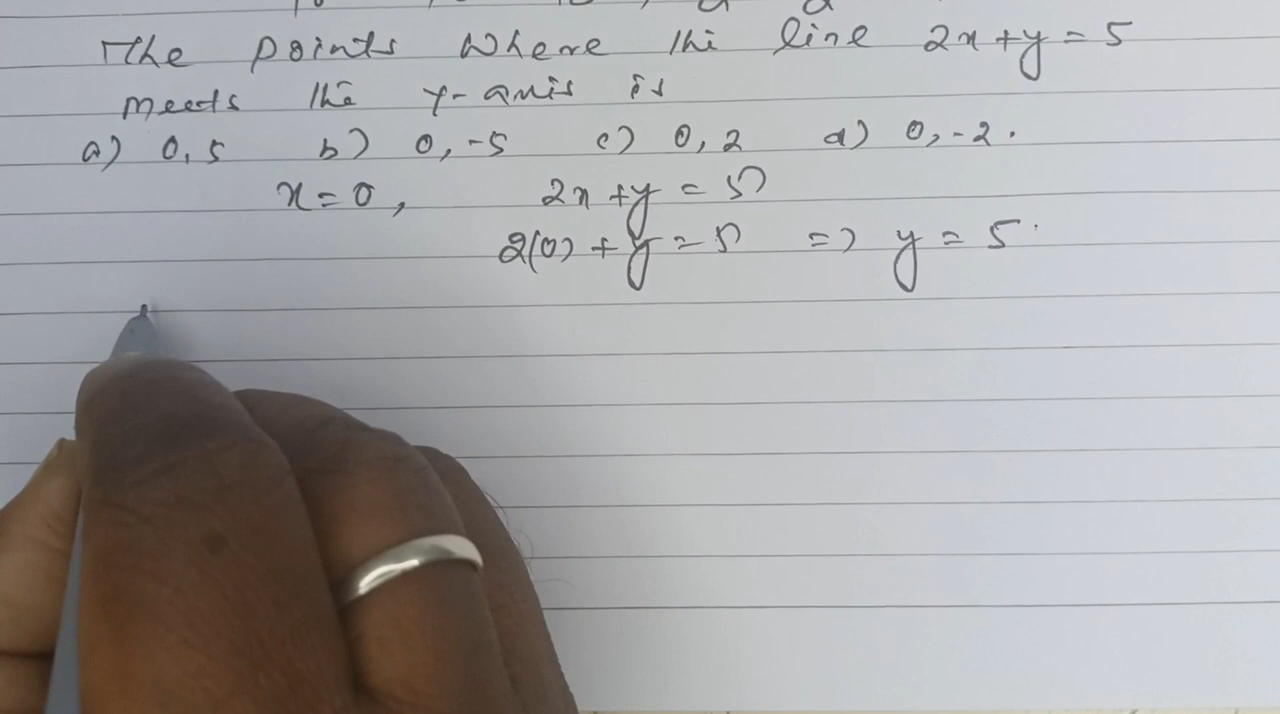 The points where the line 2x+y=5
meets the y-axis is
a) 0,5 b) 0,-5 c) 0,2 d) 0,-2.
x=0, 2x+y=5
2(0)+y=5 => y=5.